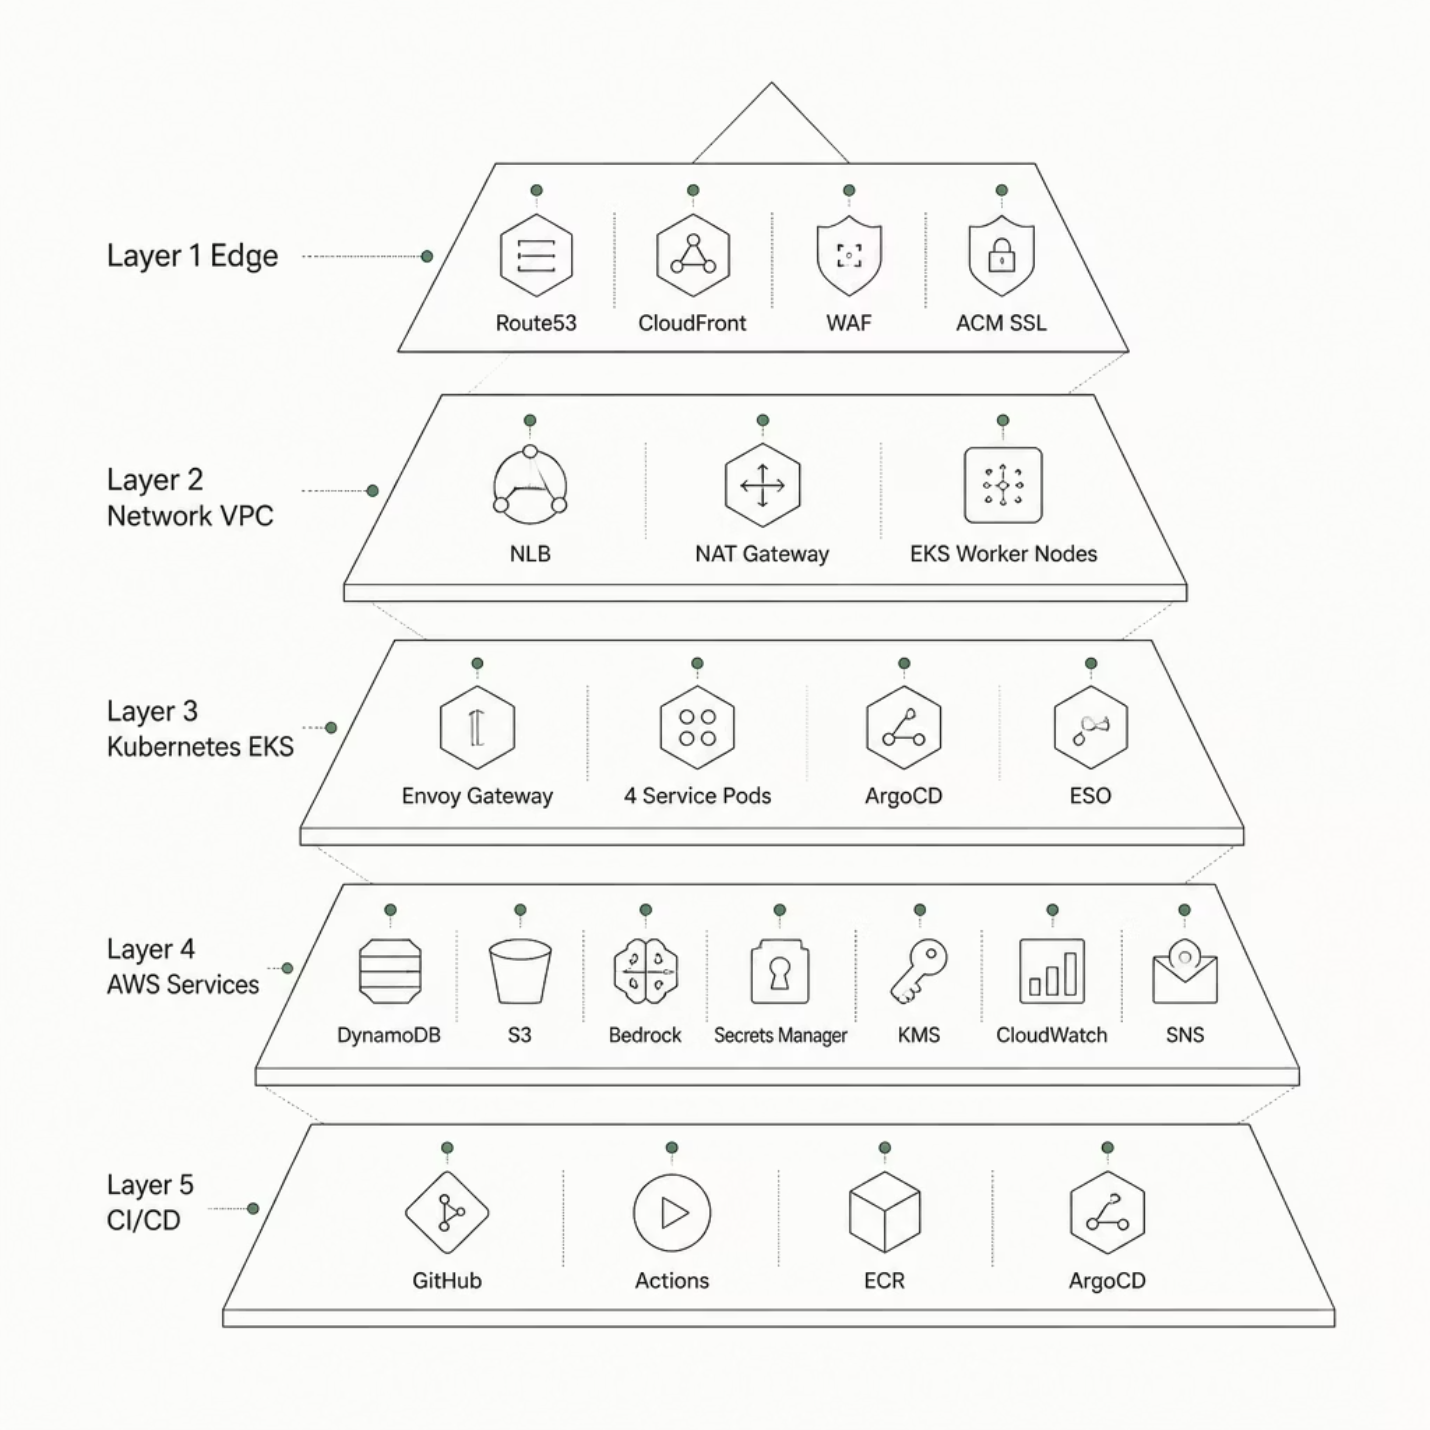 Layer 1 Edge
Route53
CloudFront
WAF
ACM SSL
Layer 2
Network VPC
NLB
NAT Gateway
EKS Worker Nodes
Layer 3
Kubernetes EKS
Envoy Gateway
4 Service Pods
ArgoCD
ESO
Layer 4
AWS Services
DynamoDB
S3
Bedrock
Secrets Manager
KMS
CloudWatch
SNS
Layer 5
CI/CD
GitHub
Actions
ECR
ArgoCD